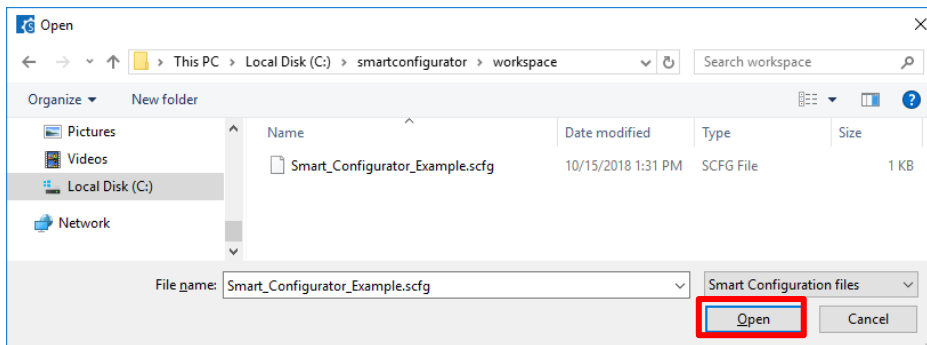 Open
This PC > Local Disk (C:) > smartconfigurator > workspace
Search workspace
Organize
New folder
Pictures
Videos
Local Disk (C:)
Network
Name
Date modified
Type
Size
Smart_Configurator_Example.scfg
10/15/2018 1:31 PM
SCFG File
1 KB
File name:
Smart_Configurator_Example.scfg
Smart Configuration files
Open
Cancel